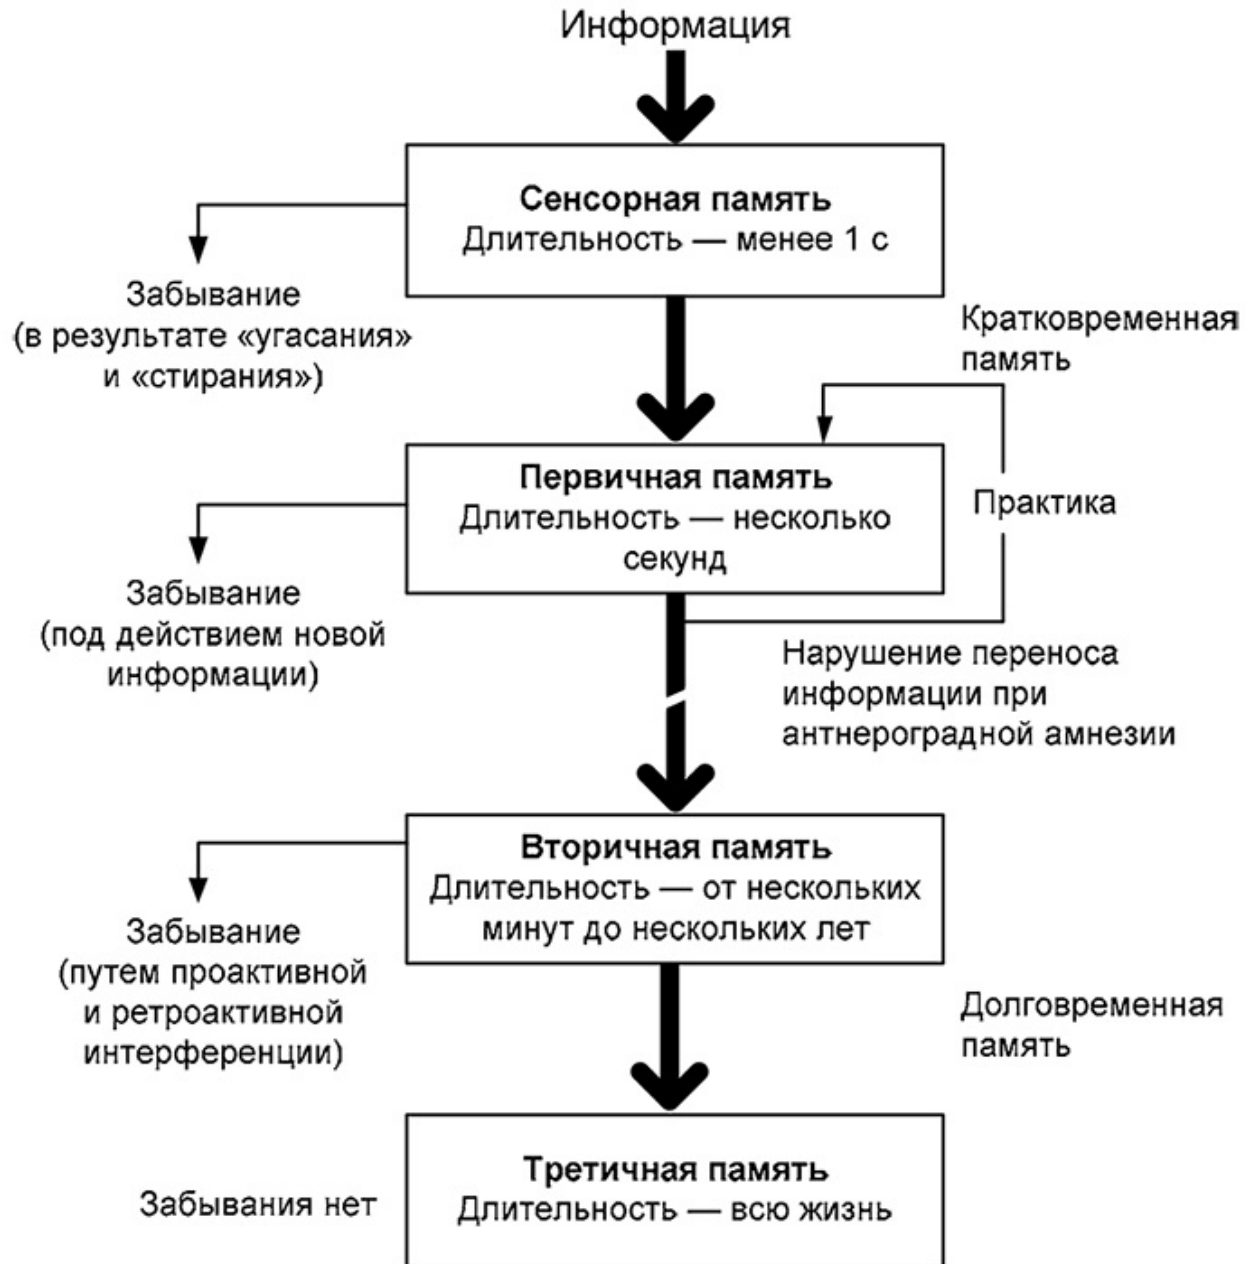 Информация
Сенсорная память
Длительность — менее 1 с
Забывание
(в результате «угасания»
и «стирания»)
Кратковременная
память
Первичная память
Длительность — несколько
секунд
Практика
Забывание
(под действием новой
информации)
Нарушение переноса
информации при
антнероградной амнезии
Вторичная память
Длительность — от нескольких
минут до нескольких лет
Забывание
(путем проактивной
и ретроактивной
интерференции)
Долговременная
память
Третичная память
Длительность — всю жизнь
Забывания нет